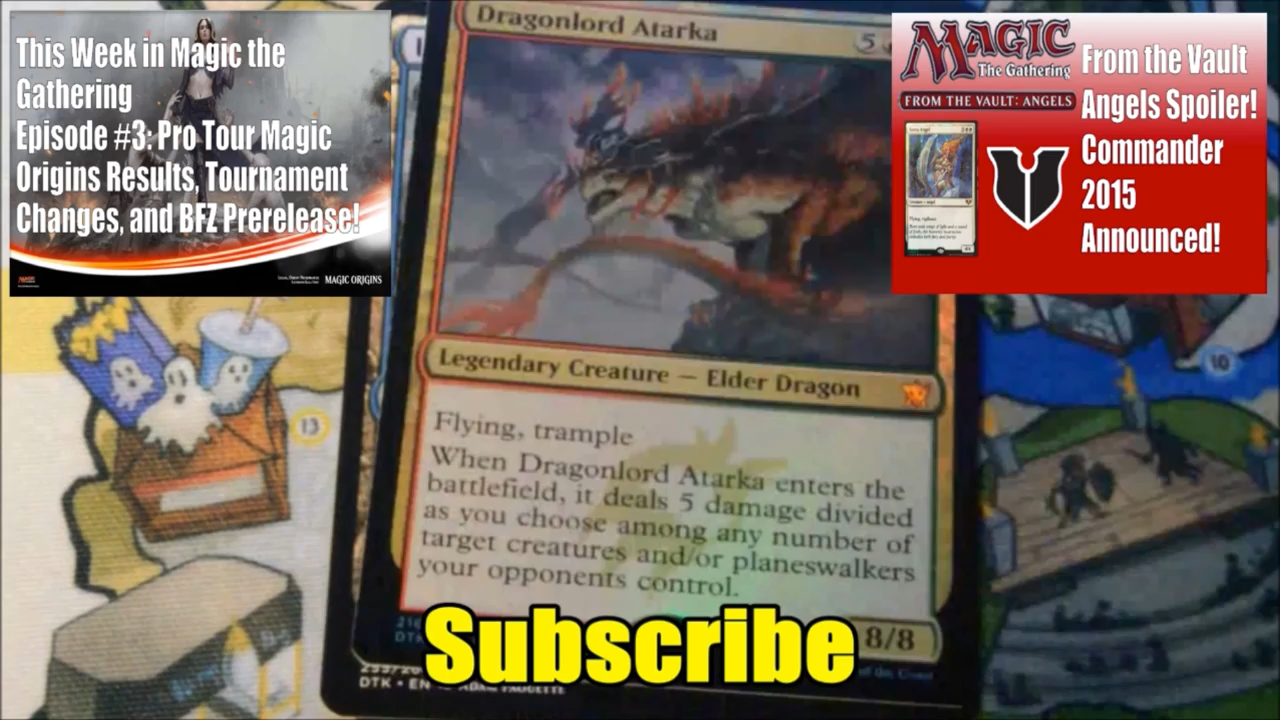 This Week in Magic the
Gathering
Episode #3: Pro Tour Magic
Origins Results, Tournament
Changes, and BFZ Prerelease!
MAGIC ORIGINS
Dragonlord Atarka
5
Legendary Creature — Elder Dragon
Flying, trample
When Dragonlord Atarka enters the
battlefield, it deals 5 damage divided
as you choose among any number of
target creatures and/or planeswalkers
your opponents control.
8/8
DTK • EN
MAGIC
The Gathering
FROM THE VAULT: ANGELS
From the Vault
Angels Spoiler!
Commander
2015
Announced!
13
10
Subscribe